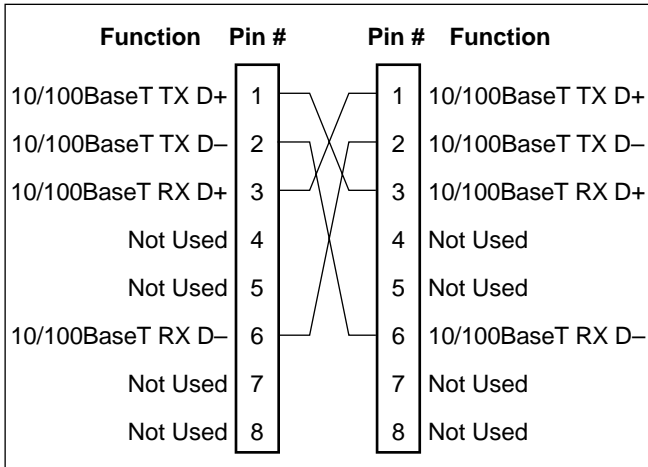 Function Pin # Pin # Function
10/100BaseT TX D+ 1 1 10/100BaseT TX D+
10/100BaseT TX D– 2 2 10/100BaseT TX D–
10/100BaseT RX D+ 3 3 10/100BaseT RX D+
Not Used 4 4 Not Used
Not Used 5 5 Not Used
10/100BaseT RX D– 6 6 10/100BaseT RX D–
Not Used 7 7 Not Used
Not Used 8 8 Not Used